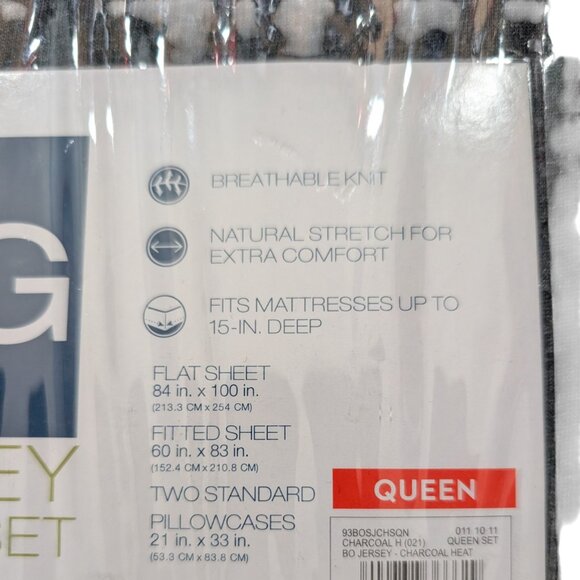 G
EY
BREATHABLE KNIT
NATURAL STRETCH FOR
EXTRA COMFORT
FITS MATTRESSES UP TO
15-IN. DEEP
FLAT SHEET
84 in. x 100 in.
(213.3 CM x 254 CM)
FITTED SHEET
60 in. x 83 in.
(152.4 CM x 210.8 CM)
TWO STANDARD
PILLOWCASES
21 in. x 33 in.
(53.3 CM x 83.8 CM)
QUEEN
93BOSJCHSQN 011 10 11
CHARCOAL H (021) QUEEN SET
BO JERSEY - CHARCOAL HEAT